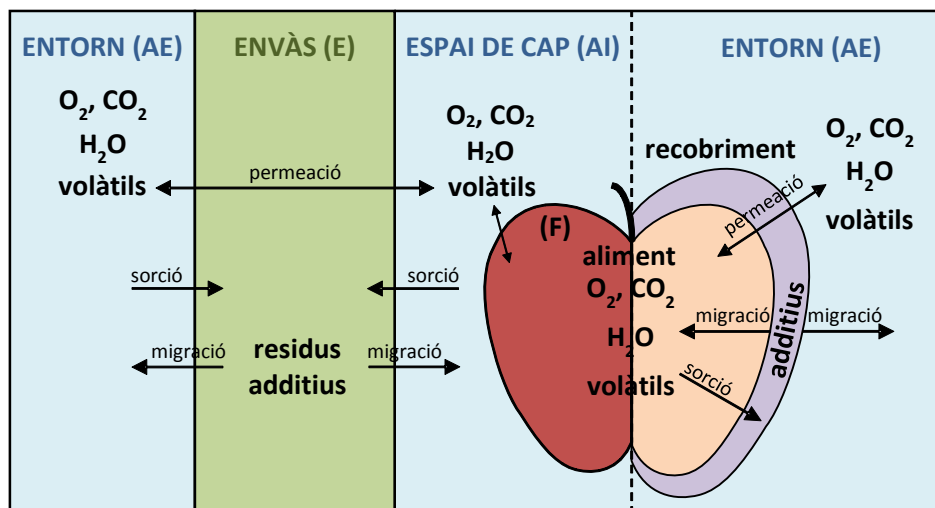 ENTORN (AE)
ENVÀS (E)
ESPAI DE CAP (AI)
ENTORN (AE)
O₂, CO₂
H₂O
volàtils
permeació
O₂, CO₂
H₂O
volàtils
recobriment
O₂, CO₂
H₂O
volàtils
permeació
(F)
aliment
O₂, CO₂
H₂O
volàtils
sorció
sorció
migració
residus
additius
migració
migració
migració
additius
sorció